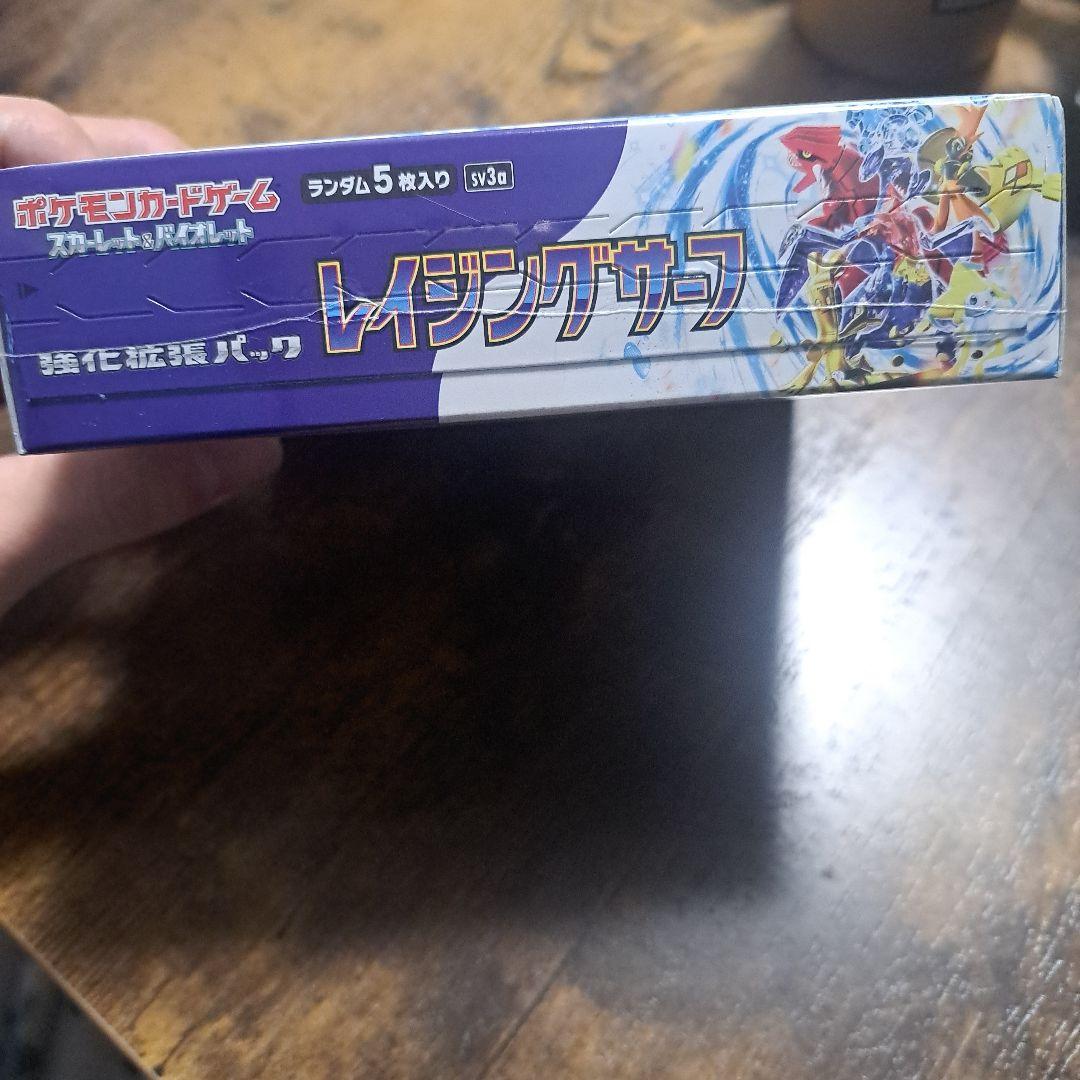 ポケモンカードゲーム
スカーレット&バイオレット
ランダム5枚入り sv3a
強化拡張パック
レイジングサーフ